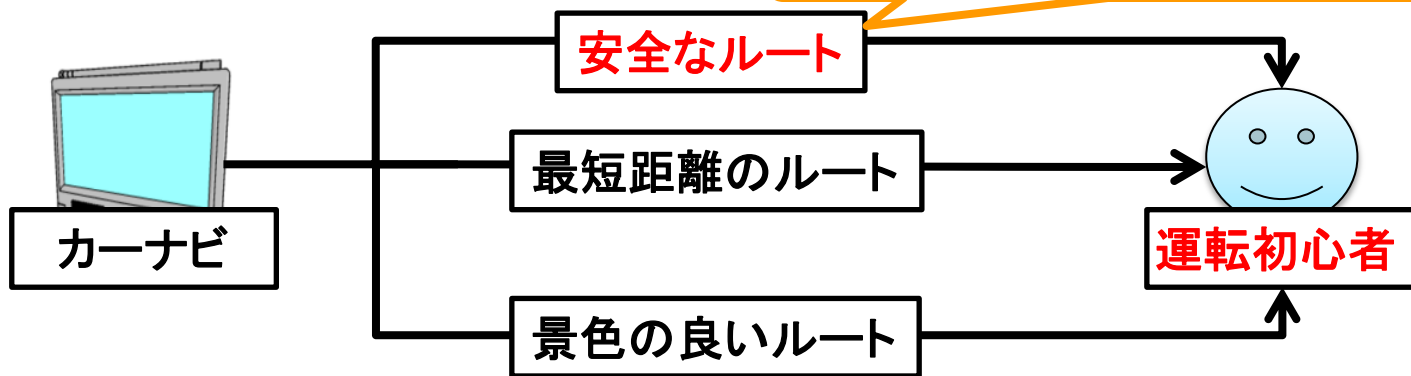 安全なルート
最短距離のルート
カーナビ
運転初心者
景色の良いルート